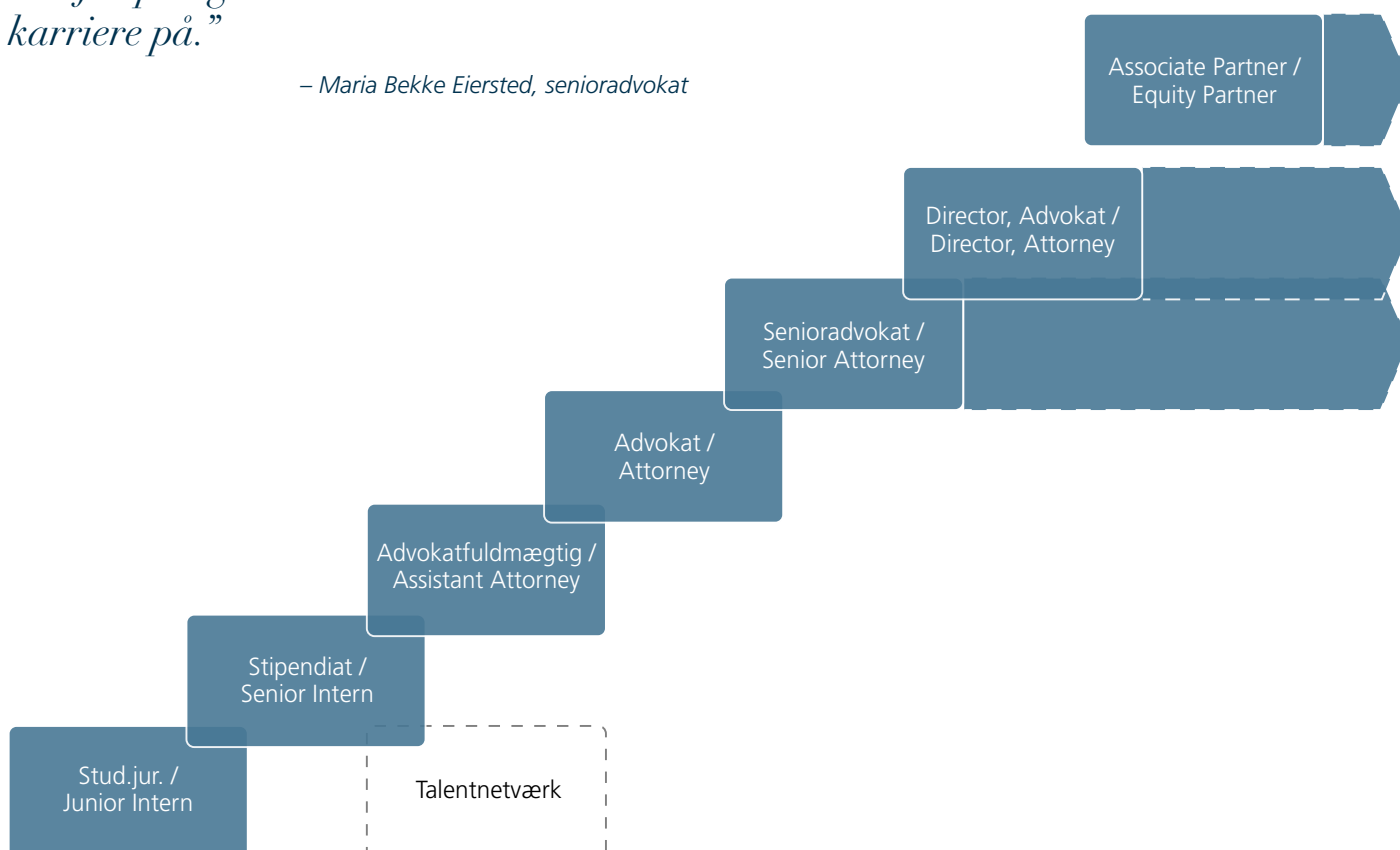 karriere på.”
– Maria Bekke Eiersted, senioradvokat
Associate Partner /
Equity Partner
Director, Advokat /
Director, Attorney
Senioradvokat /
Senior Attorney
Advokat /
Attorney
Advokatfuldmægtig /
Assistant Attorney
Stipendiat /
Senior Intern
Stud.jur. /
Junior Intern
Talentnetværk